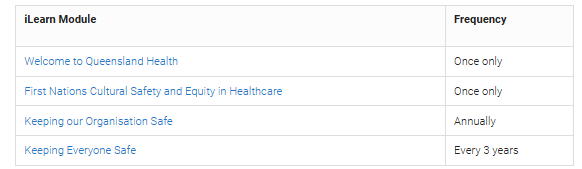 iLearn Module Frequency
Welcome to Queensland Health Once only
First Nations Cultural Safety and Equity in Healthcare Once only
Keeping our Organisation Safe Annually
Keeping Everyone Safe Every 3 years